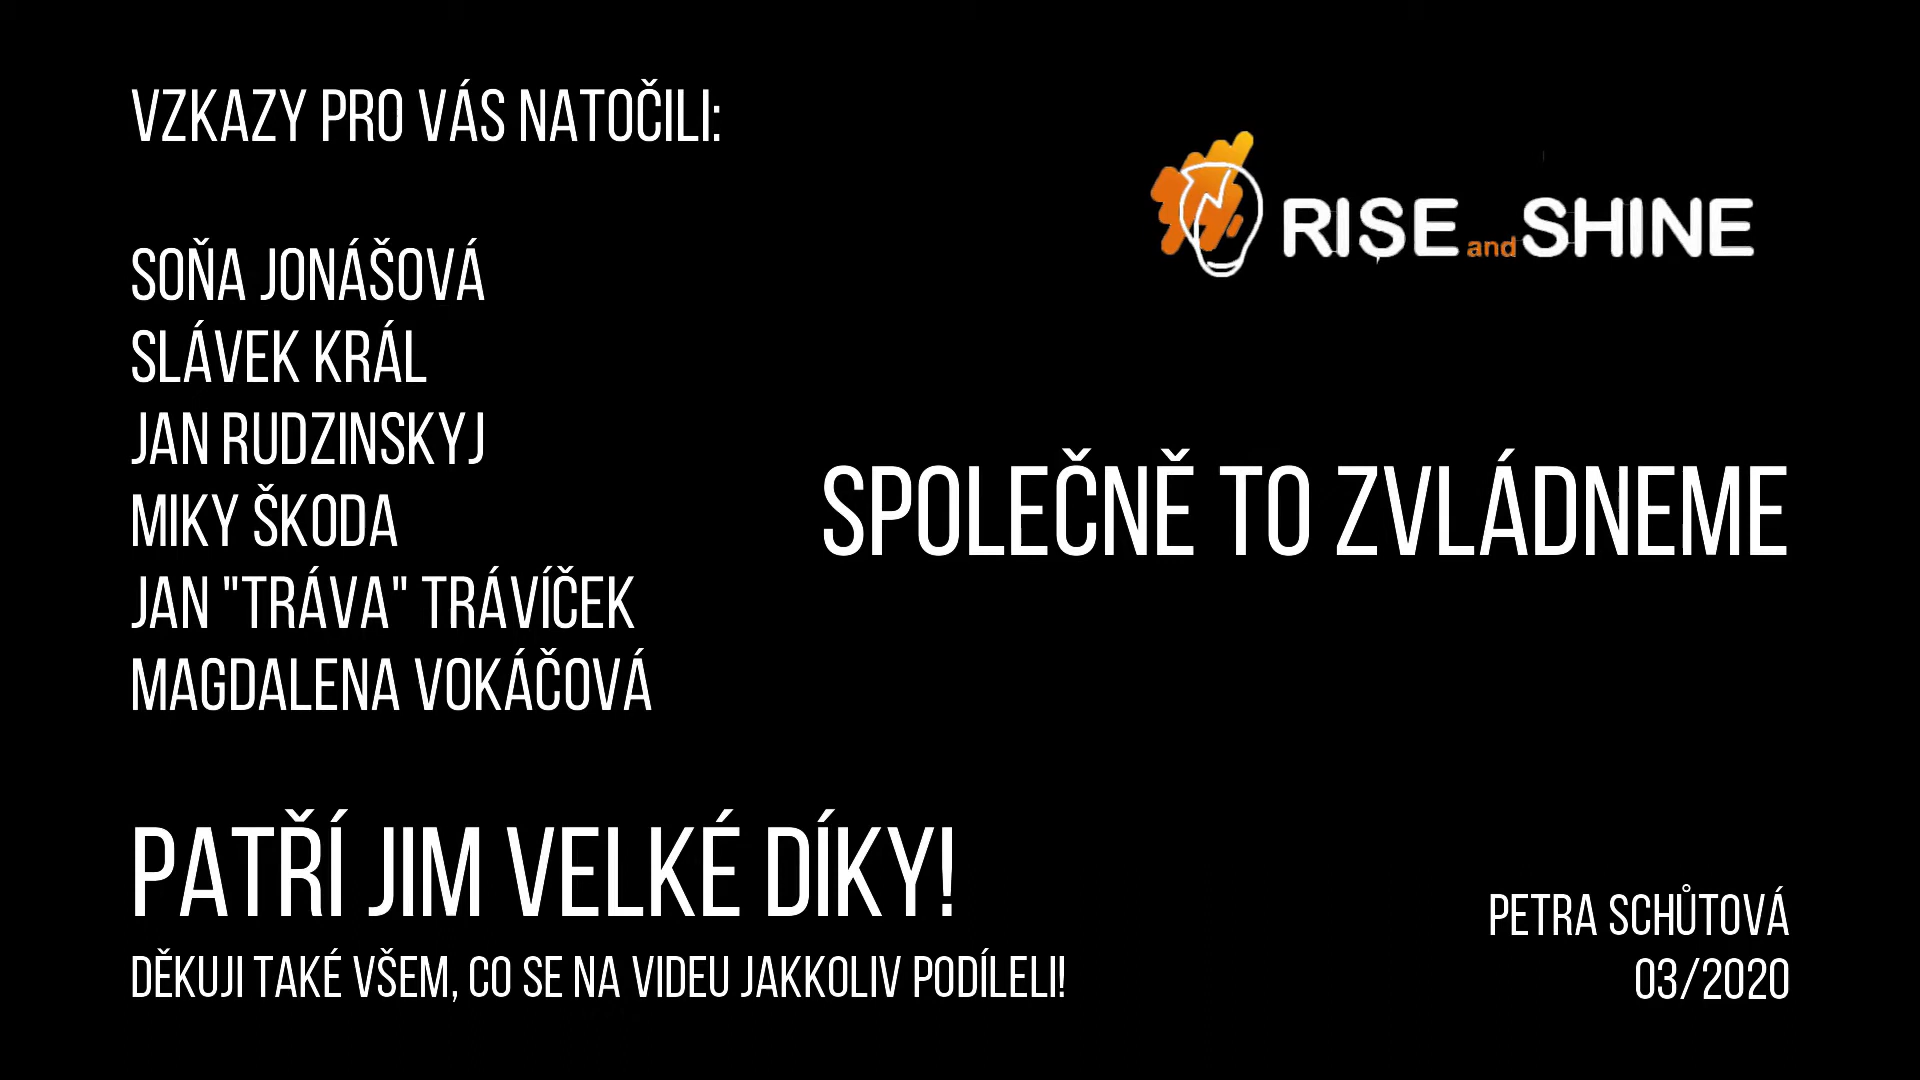 VZKAZY PRO VÁS NATOČILI:
SOŇA JONÁŠOVÁ
SLÁVEK KRÁL
JAN RUDZINSKYJ
MIKY ŠKODA
JAN "TRÁVA" TRÁVÍČEK
MAGDALENA VOKÁČOVÁ
PATŘÍ JIM VELKÉ DÍKY!
DĚKUJI TAKÉ VŠEM, CO SE NA VIDEU JAKKOLIV PODÍLELI!
RISE and SHINE
SPOLEČNĚ TO ZVLÁDNEME
PETRA SCHŮTOVÁ
03/2020